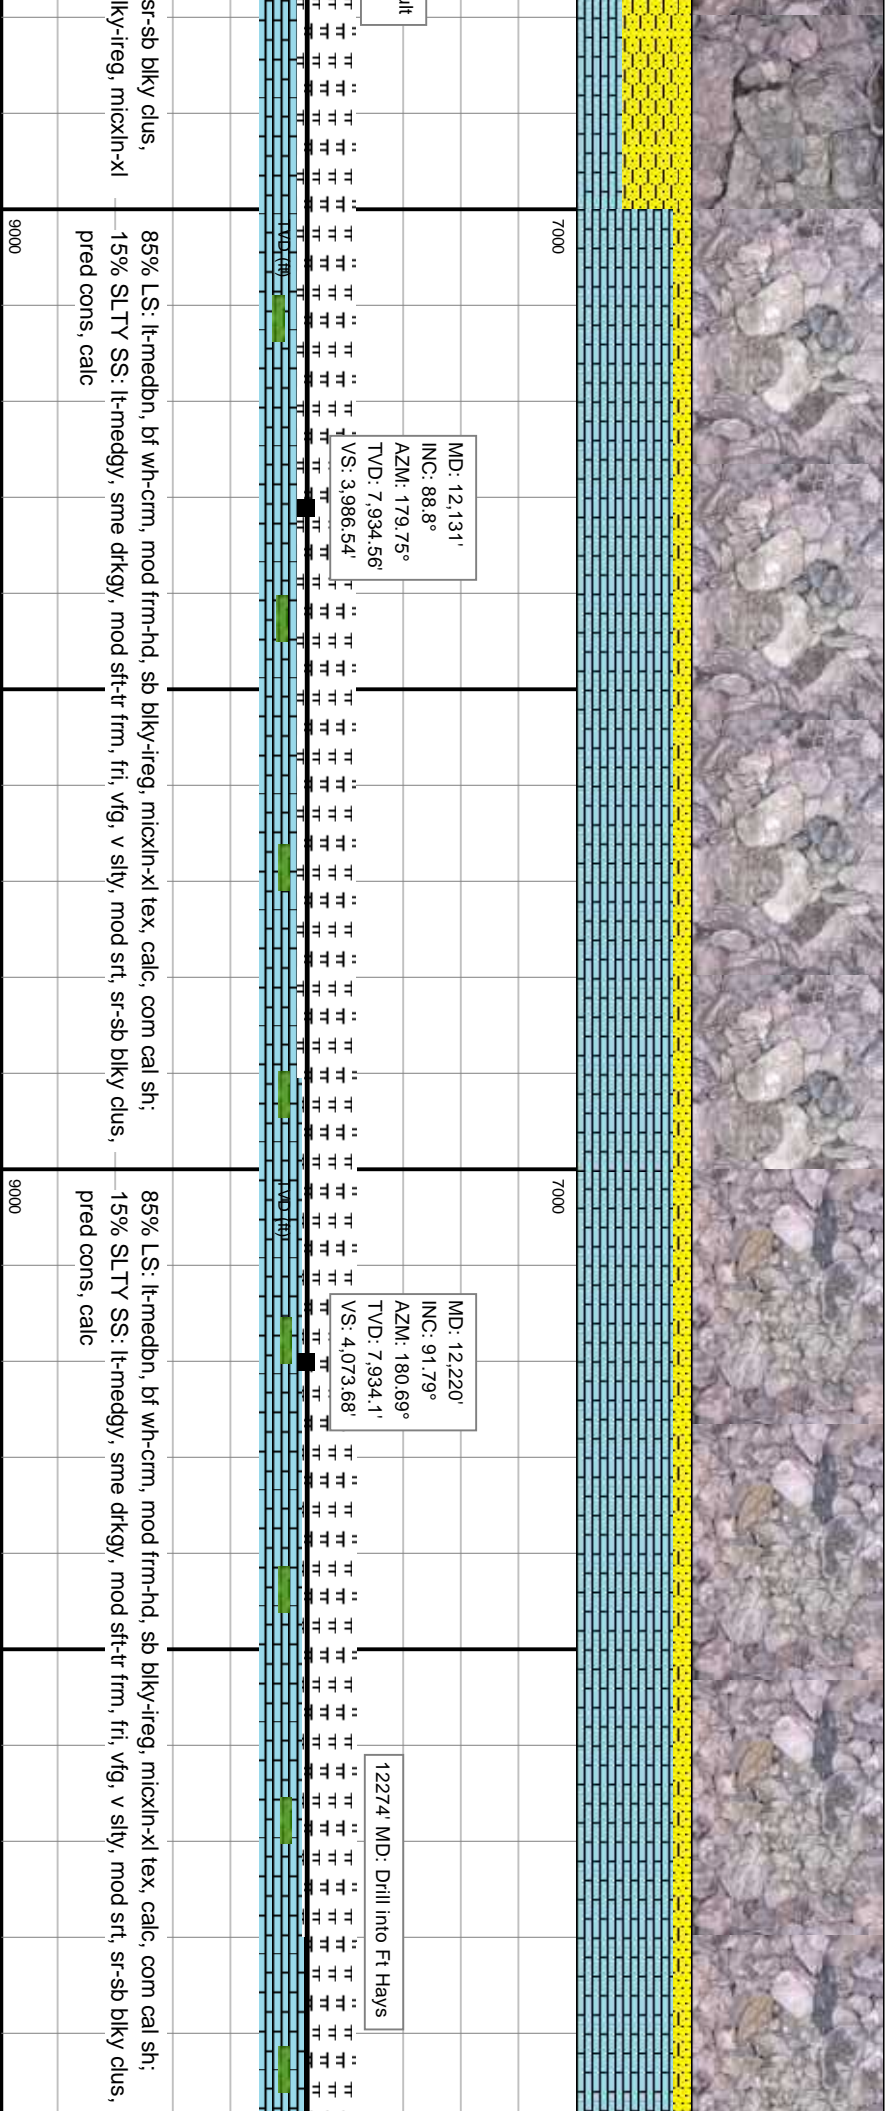 ult
sr-sb blky clus,
lky-ireg, micxln-xl
7000
TVD (ft)
9000
MD: 12,131'
INC: 88.8°
AZM: 179.75°
TVD: 7,934.56'
VS: 3,986.54'
85% LS: lt-medbn, bf wh-crm, mod frm-hd, sb blky-ireg, micxln-xl tex, calc, com cal sh;
15% SLTY SS: lt-medgy, sme drkgy, mod sft-tr frm, fri, vfg, v slty, mod srt, sr-sb blky clus,
pred cons, calc
7000
TVD (ft)
9000
MD: 12,220'
INC: 91.79°
AZM: 180.69°
TVD: 7,934.1'
VS: 4,073.68'
12274' MD: Drill into Ft Hays
85% LS: lt-medbn, bf wh-crm, mod frm-hd, sb blky-ireg, micxln-xl tex, calc, com cal sh;
15% SLTY SS: lt-medgy, sme drkgy, mod sft-tr frm, fri, vfg, v slty, mod srt, sr-sb blky clus,
pred cons, calc